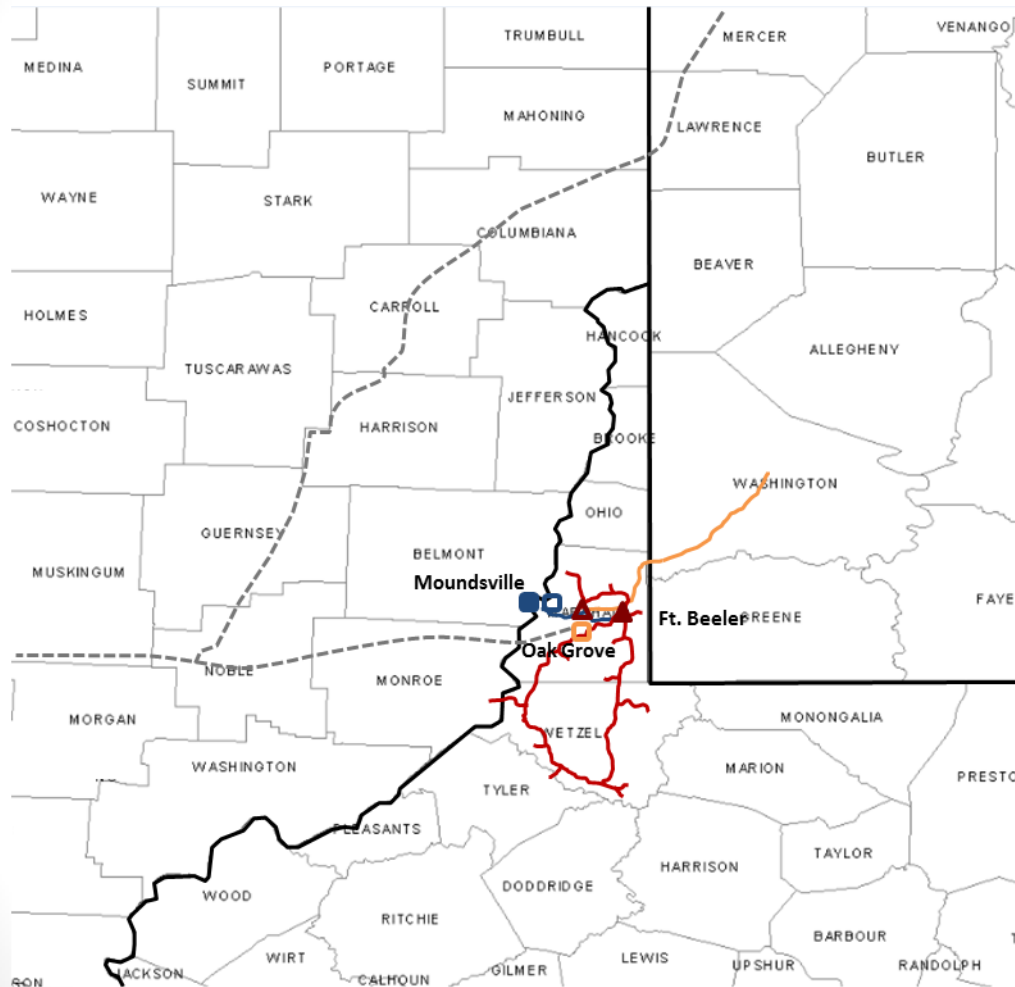 TRUMBULL
MERCER
VENANGO
MEDINA
SUMMIT
PORTAGE
MAHONING
LAWRENCE
BUTLER
WAYNE
STARK
COLUMBIANA
BEAVER
HOLMES
CARROLL
HANCOCK
ALLEGHENY
TUSCARAWAS
JEFFERSON
COSHOCTON
HARRISON
BROOKE
WASHINGTON
OHIO
GUERNSEY
BELMONT
MUSKINGUM
Moundsville
FAYE
Ft. Beeler
GREENE
Oak Grove
NOBLE
MONROE
MORGAN
MONONGALIA
WETZEL
WASHINGTON
MARION
PRESTO
TYLER
PLEASANTS
TAYLOR
HARRISON
DODDRIDGE
WOOD
RITCHIE
BARBOUR
WIRT
LEWIS
UPSHUR
RANDOLPH
JACKSON
GILMER
CALHOUN